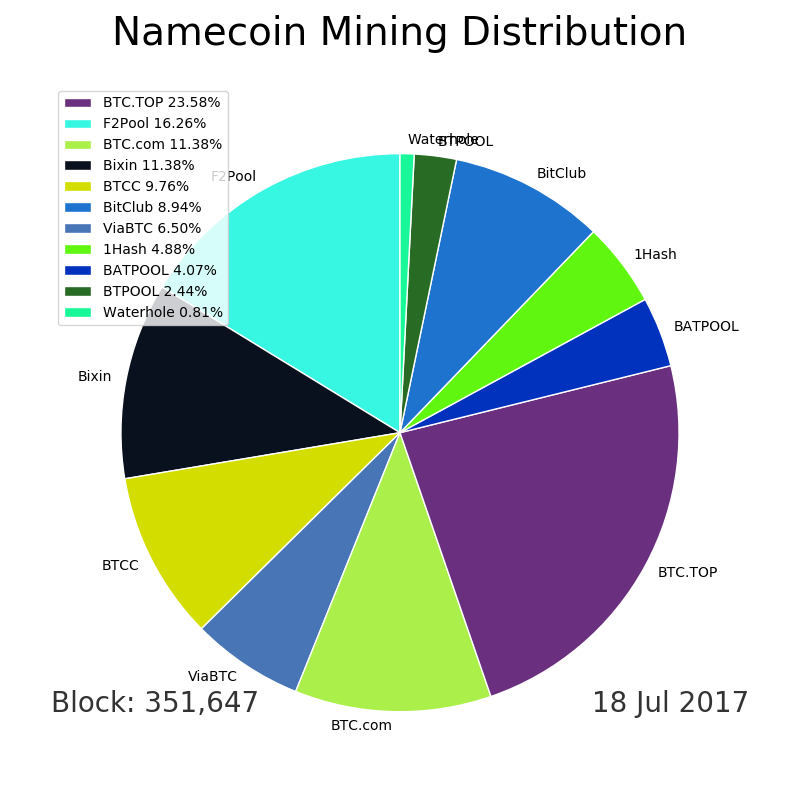 Namecoin Mining Distribution
BTC.TOP 23.58%
F2Pool 16.26%
BTC.com 11.38%
Bixin 11.38%
BTCC 9.76%
BitClub 8.94%
ViaBTC 6.50%
1Hash 4.88%
BATPOOL 4.07%
BTPOOL 2.44%
Waterhole 0.81%
Waterhole
BTPOOL
BitClub
F2Pool
1Hash
BATPOOL
Bixin
BTCC
BTC.TOP
ViaBTC
BTC.com
Block: 351,647
18 Jul 2017